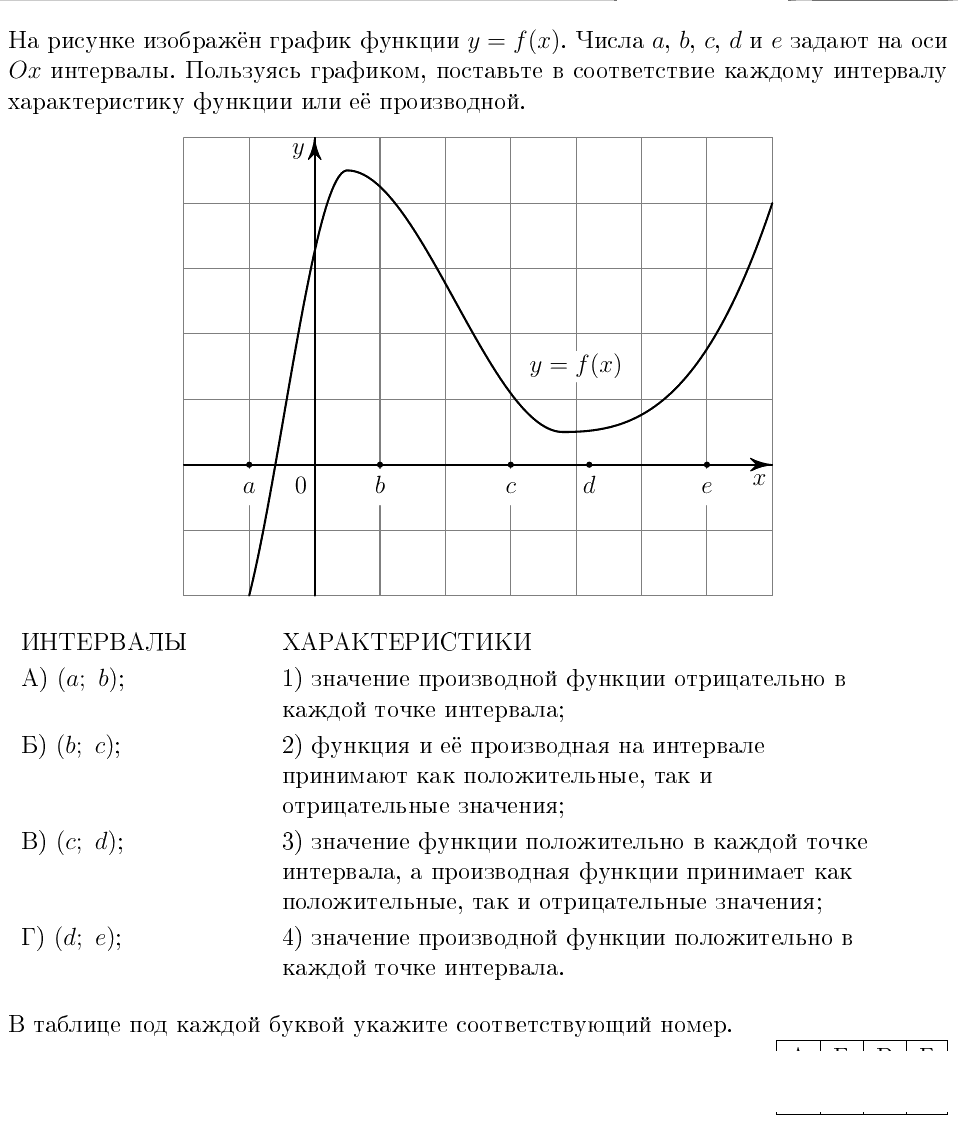 На рисунке изображён график функции y = f(x). Числа a, b, c, d и e задают на оси
Ox интервалы. Пользуясь графиком, поставьте в соответствие каждому интервалу
характеристику функции или её производной.
y
y = f(x)
a 0 b c d e x
ИНТЕРВАЛЫ ХАРАКТЕРИСТИКИ
А) (a; b); 1) значение производной функции отрицательно в
каждой точке интервала;
Б) (b; c); 2) функция и её производная на интервале
принимают как положительные, так и
отрицательные значения;
В) (c; d); 3) значение функции положительно в каждой точке
интервала, а производная функции принимает как
положительные, так и отрицательные значения;
Г) (d; e); 4) значение производной функции положительно в
каждой точке интервала.
В таблице под каждой буквой укажите соответствующий номер.